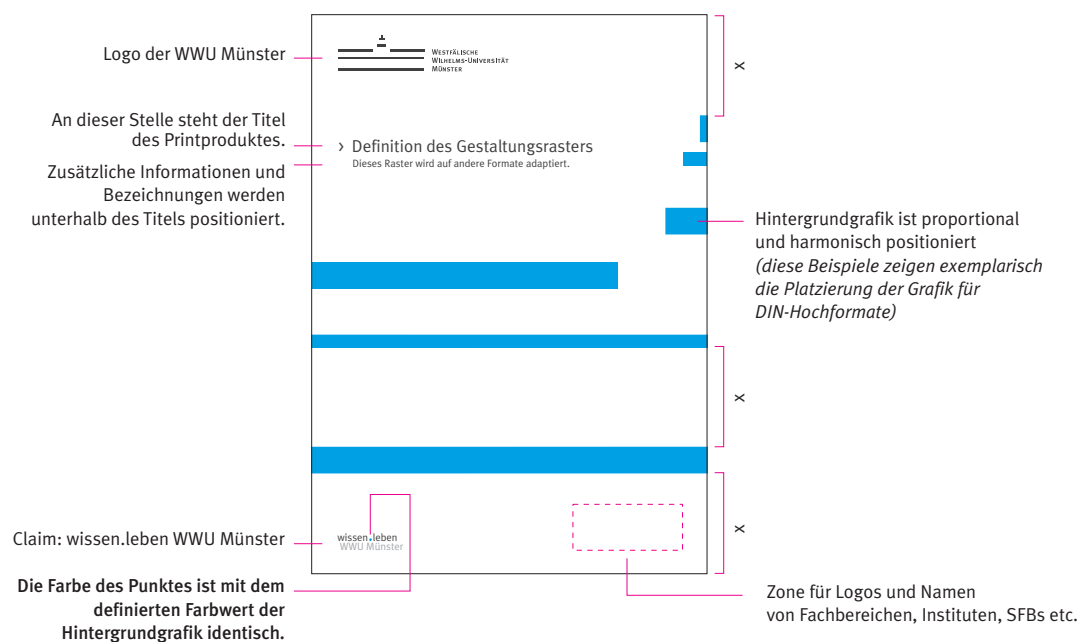 Logo der WWU Münster
WESTFÄLISCHE
WILHELMS-UNIVERSITÄT
MÜNSTER
x
An dieser Stelle steht der Titel
des Printproduktes.
> Definition des Gestaltungsrasters
Dieses Raster wird auf andere Formate adaptiert.
Zusätzliche Informationen und
Bezeichnungen werden
unterhalb des Titels positioniert.
Hintergrundgrafik ist proportional
und harmonisch positioniert
(diese Beispiele zeigen exemplarisch
die Platzierung der Grafik für
DIN-Hochformate)
x
x
Claim: wissen.leben WWU Münster
wissen.leben
WWU Münster
Die Farbe des Punktes ist mit dem
definierten Farbwert der
Hintergrundgrafik identisch.
Zone für Logos und Namen
von Fachbereichen, Instituten, SFBs etc.